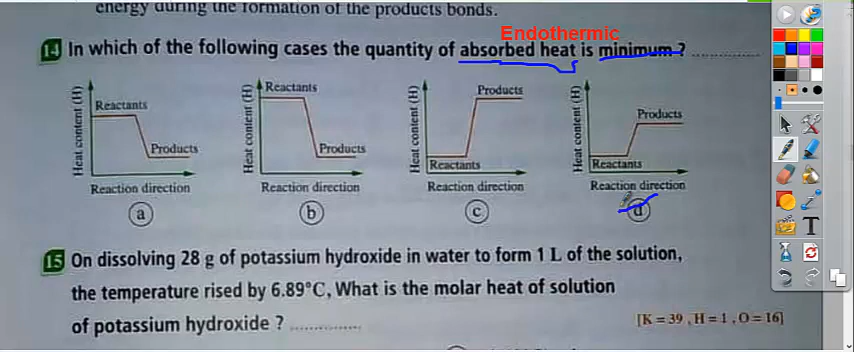 energy during the formation of the products bonds.
Endothermic
14 In which of the following cases the quantity of absorbed heat is minimum ? ............
Heat content (H)
Reactants
Products
Reaction direction
a
Heat content (H)
Reactants
Products
Reaction direction
b
Heat content (H)
Products
Reactants
Reaction direction
c
Heat content (H)
Products
Reactants
Reaction direction
d
15 On dissolving 28 g of potassium hydroxide in water to form 1 L of the solution,
the temperature rised by 6.89°C, What is the molar heat of solution
of potassium hydroxide ? ............
[K = 39 , H = 1 , O = 16]
T